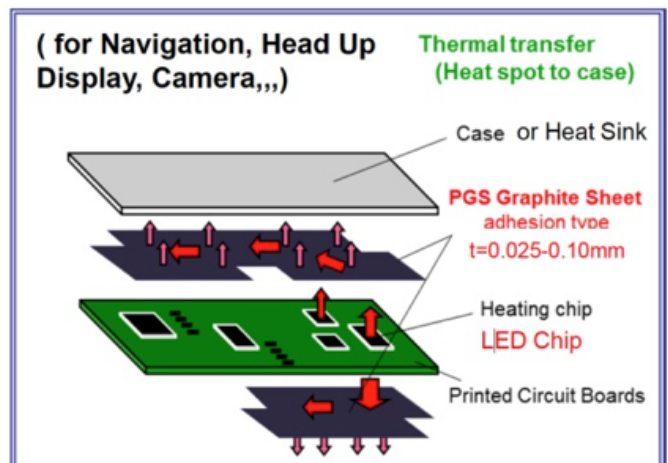 ( for Navigation, Head Up
Display, Camera,,,)
Thermal transfer
(Heat spot to case)
Case or Heat Sink
PGS Graphite Sheet
adhesion type
t=0.025-0.10mm
Heating chip
LED Chip
Printed Circuit Boards